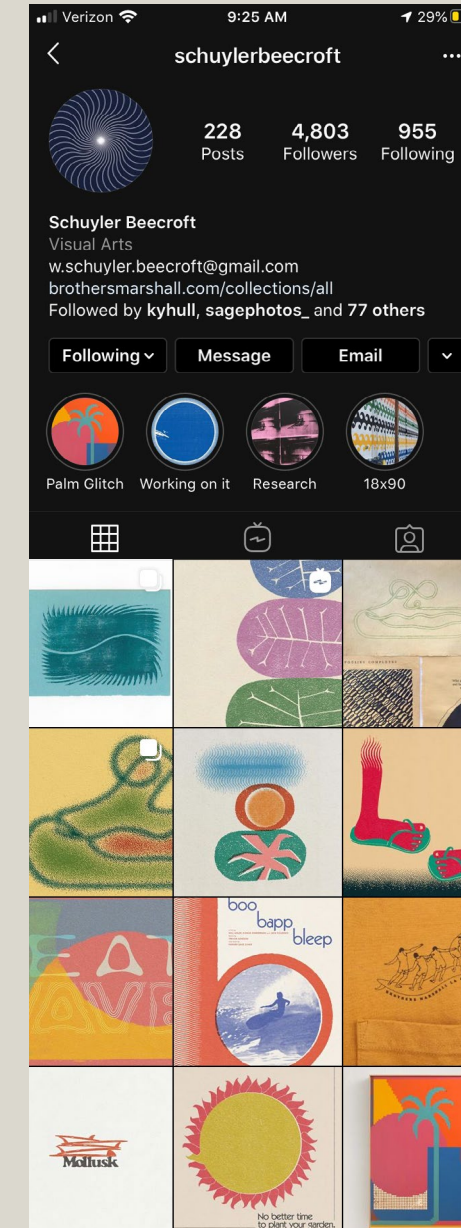 Verizon 9:25 AM 29%
schuylerbeecroft
228 4,803 955
Posts Followers Following
Schuyler Beecroft
Visual Arts
w.schuyler.beecroft@gmail.com
brothersmarshall.com/collections/all
Followed by kyhull, sagephotos_ and 77 others
Following Message Email
Palm Glitch Working on it Research 18x90
boo
bapp
bleep
Mollusk
No better time
to plant your garden.